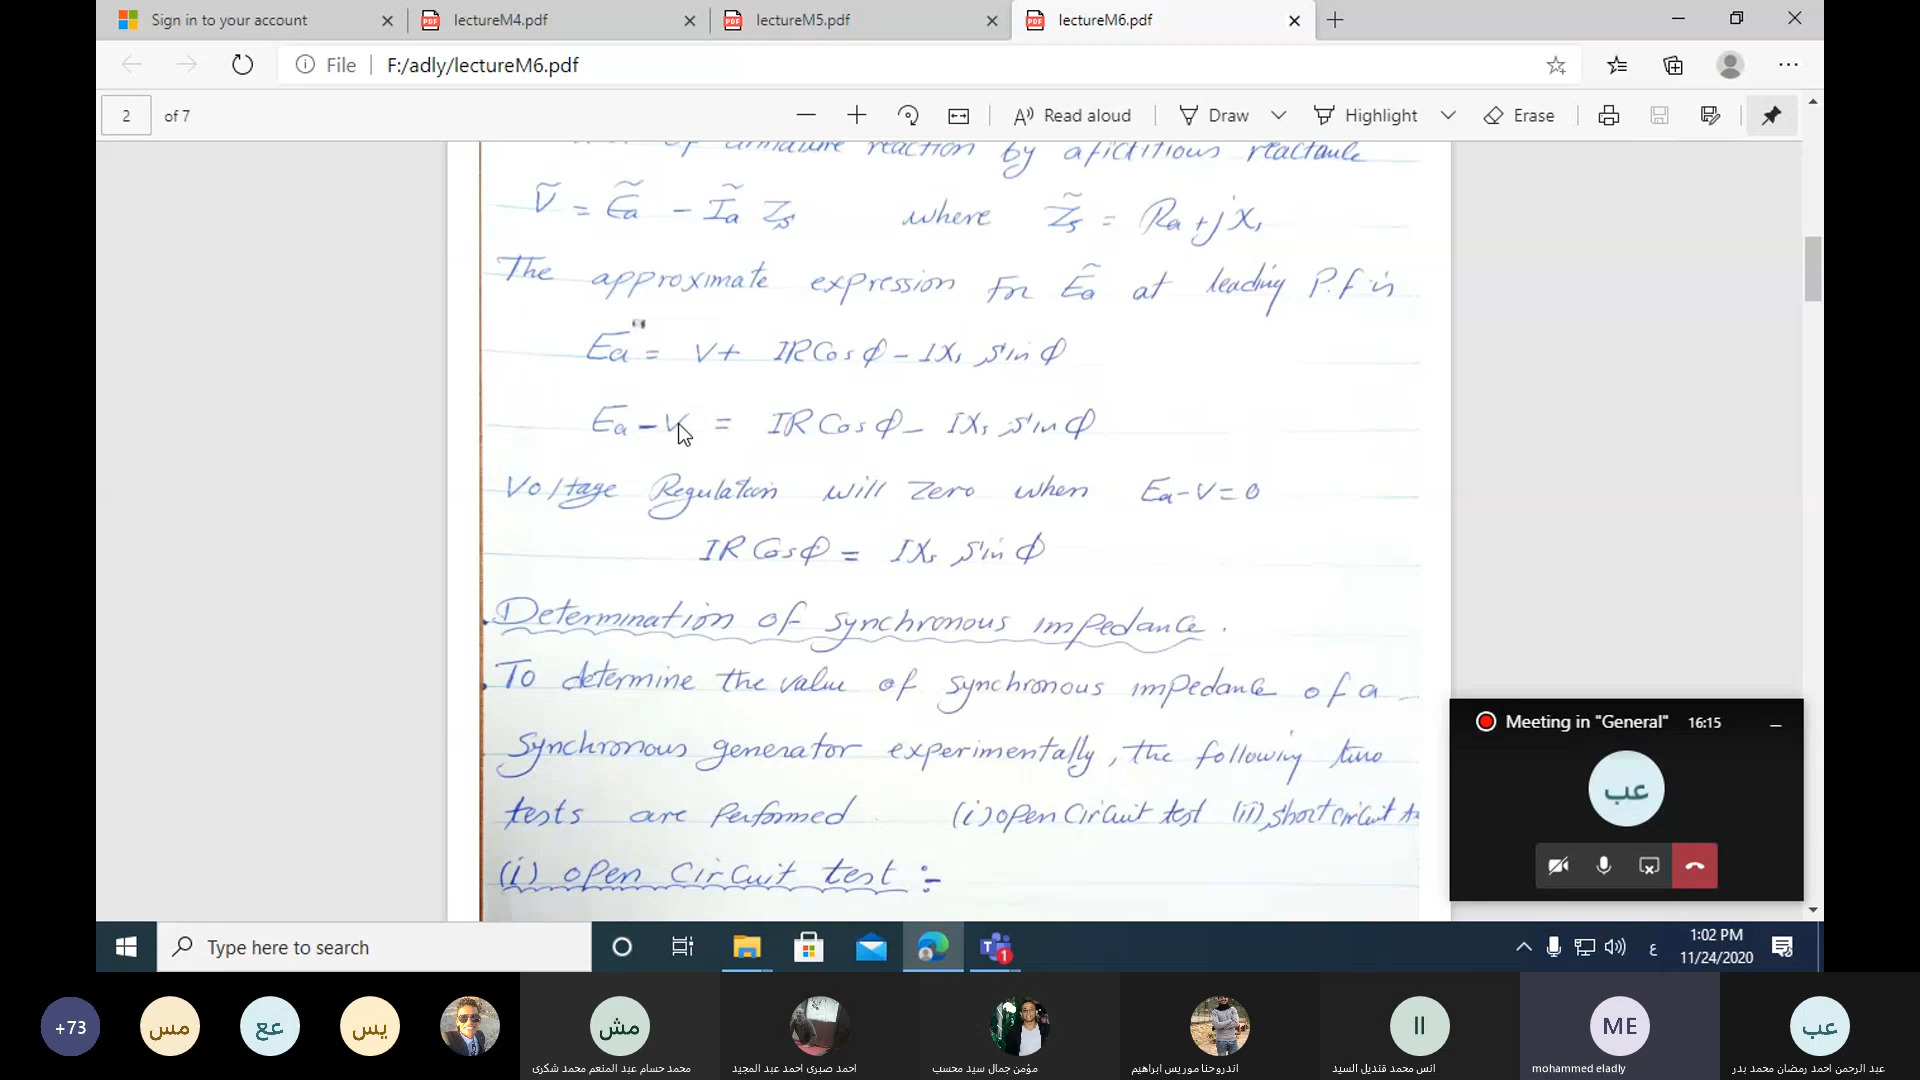 Sign in to your account
lectureM4.pdf
lectureM5.pdf
lectureM6.pdf
File
F:/adly/lectureM6.pdf
2 of 7
Read aloud
Draw
Highlight
Erase
of armature reaction by a fictitious reactance
Ṽ = Ẽa - Ĩa Zs where Z̃s = Ra + jXs
The approximate expression for Ẽa at leading P.f is
Ea = V + IR Cos φ - IXs sin φ
Ea - V = IR Cos φ - IXs sin φ
Voltage Regulation will zero when Ea - V = 0
IR Cos φ = IXs sin φ
Determination of synchronous impedance.
To determine the value of synchronous impedance of a
synchronous generator experimentally, the following two
tests are performed (i) open circuit test (ii) short circuit
(i) open circuit test :-
Meeting in "General" 16:15
عب
Type here to search
1
ع
1:02 PM
11/24/2020
+73
مس
عع
يس
مش
II
ME
عب
محمد حسام عبد المنعم محمد شكرى
احمد صبرى احمد عبد المجيد
مؤمن جمال سيد محسب
اندروحنا موريس ابراهيم
انس محمد قنديل السيد
mohammed eladly
عبد الرحمن احمد رمضان محمد بدر